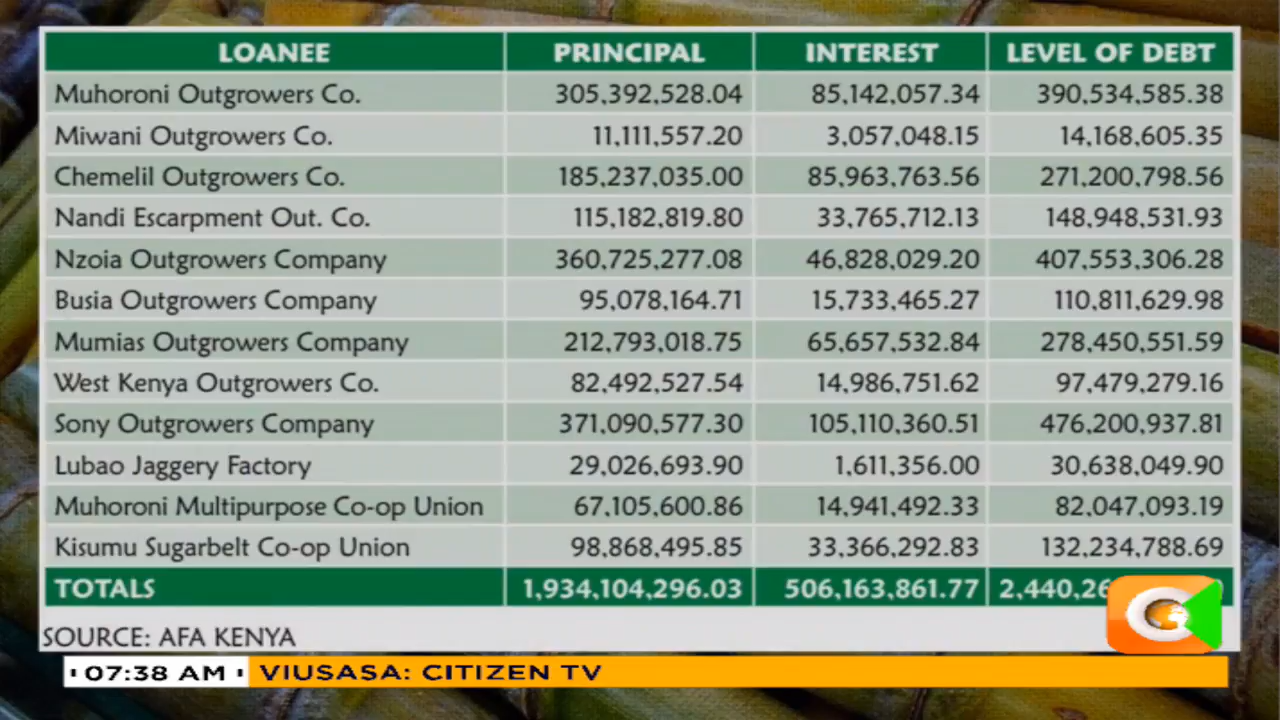 LOANEE PRINCIPAL INTEREST LEVEL OF DEBT
Muhoroni Outgrowers Co. 305,392,528.04 85,142,057.34 390,534,585.38
Miwani Outgrowers Co. 11,111,557.20 3,057,048.15 14,168,605.35
Chemelil Outgrowers Co. 185,237,035.00 85,963,763.56 271,200,798.56
Nandi Escarpment Out. Co. 115,182,819.80 33,765,712.13 148,948,531.93
Nzoia Outgrowers Company 360,725,277.08 46,828,029.20 407,553,306.28
Busia Outgrowers Company 95,078,164.71 15,733,465.27 110,811,629.98
Mumias Outgrowers Company 212,793,018.75 65,657,532.84 278,450,551.59
West Kenya Outgrowers Co. 82,492,527.54 14,986,751.62 97,479,279.16
Sony Outgrowers Company 371,090,577.30 105,110,360.51 476,200,937.81
Lubao Jaggery Factory 29,026,693.90 1,611,356.00 30,638,049.90
Muhoroni Multipurpose Co-op Union 67,105,600.86 14,941,492.33 82,047,093.19
Kisumu Sugarbelt Co-op Union 98,868,495.85 33,366,292.83 132,234,788.69
TOTALS 1,934,104,296.03 506,163,861.77
SOURCE: AFA KENYA
07:38 AM VIUSASA: CITIZEN TV